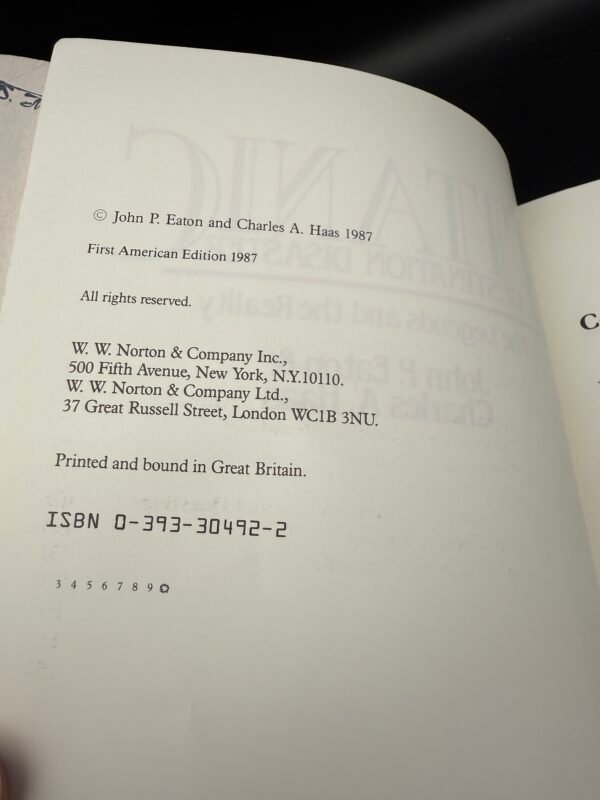 © John P. Eaton and Charles A. Haas 1987
First American Edition 1987
All rights reserved.
W. W. Norton & Company Inc.,
500 Fifth Avenue, New York, N.Y.10110.
W. W. Norton & Company Ltd.,
37 Great Russell Street, London WC1B 3NU.
Printed and bound in Great Britain.
ISBN 0-393-30492-2
3 4 5 6 7 8 9